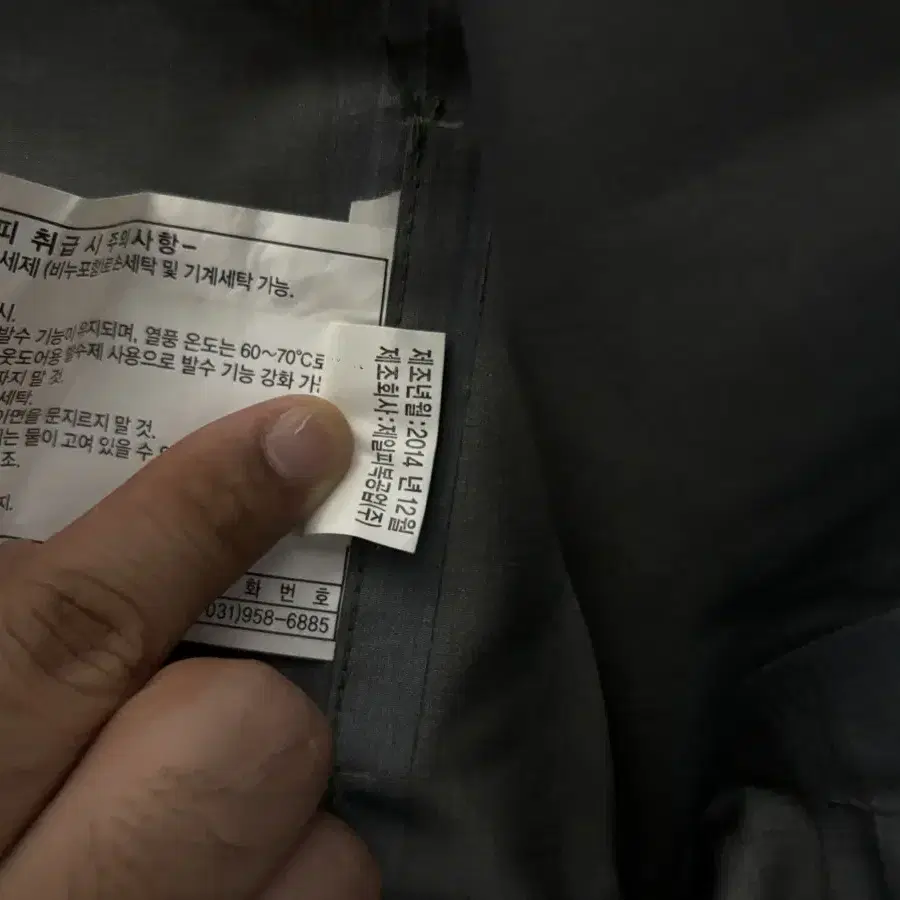 피 취급 시 주의사항-
세제 (비누포함)로 손세탁 및 기계세탁 가능.
시.
발수 기능이 유지되며, 열풍 온도는 60~70℃로
웃도어용 발수제 사용으로 발수 기능 강화 가능
따지 말 것.
세탁.
이면을 문지르지 말 것.
에는 물이 고여 있을 수
조.
지.
화 번 호
031)958-6885
제조년월:2014년12월
제조회사:제일피복공업(주)